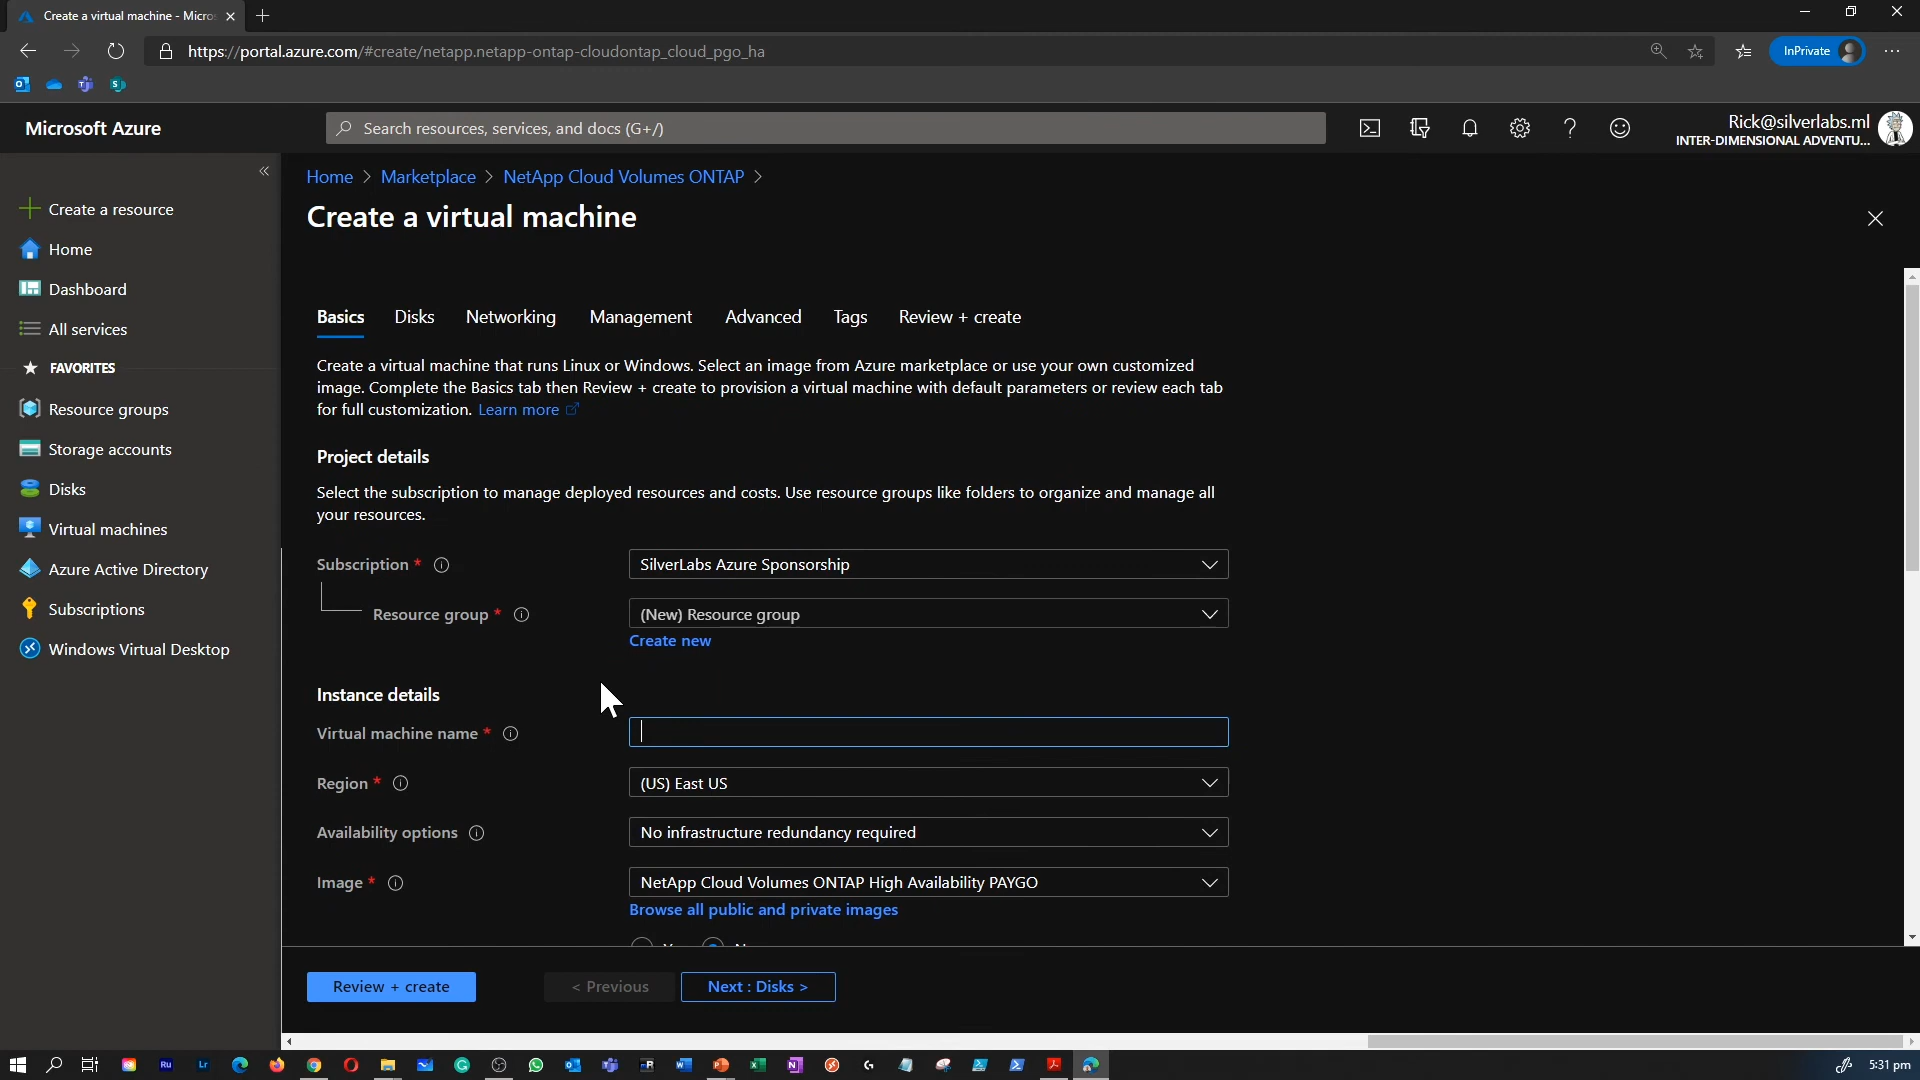 Create a virtual machine - Micros
https://portal.azure.com/#create/netapp.netapp-ontap-cloudontap_cloud_pgo_ha
InPrivate
Microsoft Azure
Search resources, services, and docs (G+/)
Rick@silverlabs.ml
INTER-DIMENSIONAL ADVENTU...
Create a resource
Home
Dashboard
All services
FAVORITES
Resource groups
Storage accounts
Disks
Virtual machines
Azure Active Directory
Subscriptions
Windows Virtual Desktop
Home > Marketplace > NetApp Cloud Volumes ONTAP >
Create a virtual machine
Basics Disks Networking Management Advanced Tags Review + create
Create a virtual machine that runs Linux or Windows. Select an image from Azure marketplace or use your own customized
image. Complete the Basics tab then Review + create to provision a virtual machine with default parameters or review each tab
for full customization. Learn more
Project details
Select the subscription to manage deployed resources and costs. Use resource groups like folders to organize and manage all
your resources.
Subscription * SilverLabs Azure Sponsorship
Resource group * (New) Resource group
Create new
Instance details
Virtual machine name *
Region * (US) East US
Availability options No infrastructure redundancy required
Image * NetApp Cloud Volumes ONTAP High Availability PAYGO
Browse all public and private images
Review + create < Previous Next : Disks >
5:31 pm